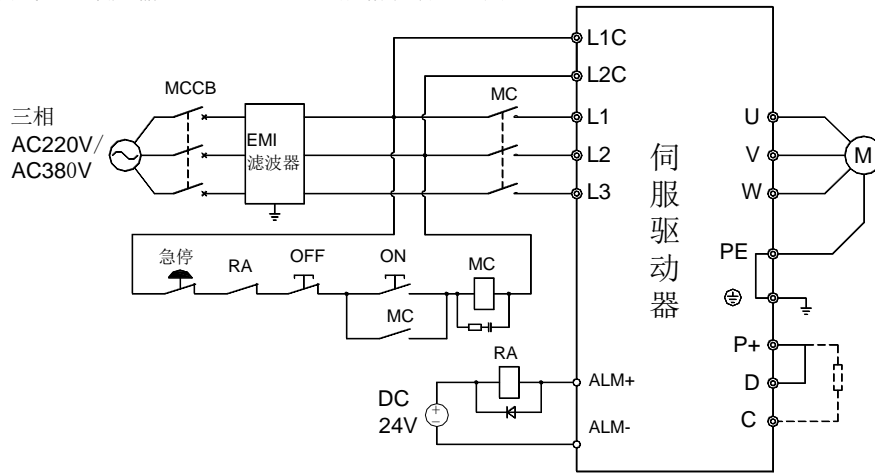 L1C
L2C
MCCB
MC
三相
AC220V/
AC380V
EMI
滤波器
L1
L2
L3
伺服驱动器
U
V
W
M
PE
急停
RA
OFF
ON
MC
MC
P+
D
C
RA
DC
24V
ALM+
ALM-